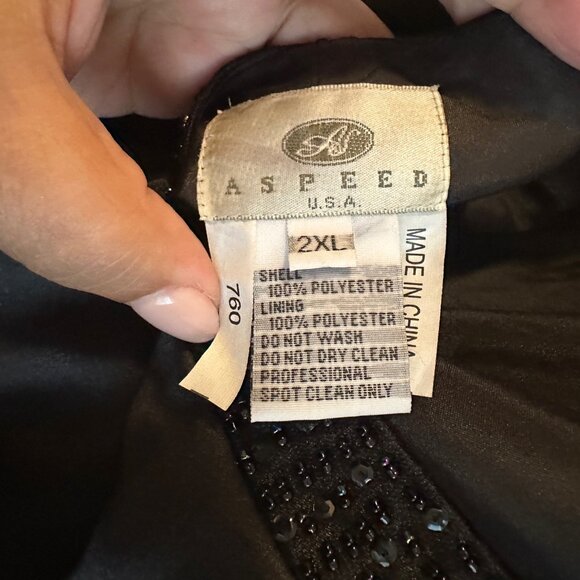 ASPEED
U.S.A.
2XL
SHELL
100% POLYESTER
LINING
100% POLYESTER
DO NOT WASH
DO NOT DRY CLEAN
PROFESSIONAL
SPOT CLEAN ONLY
760
MADE IN CHINA